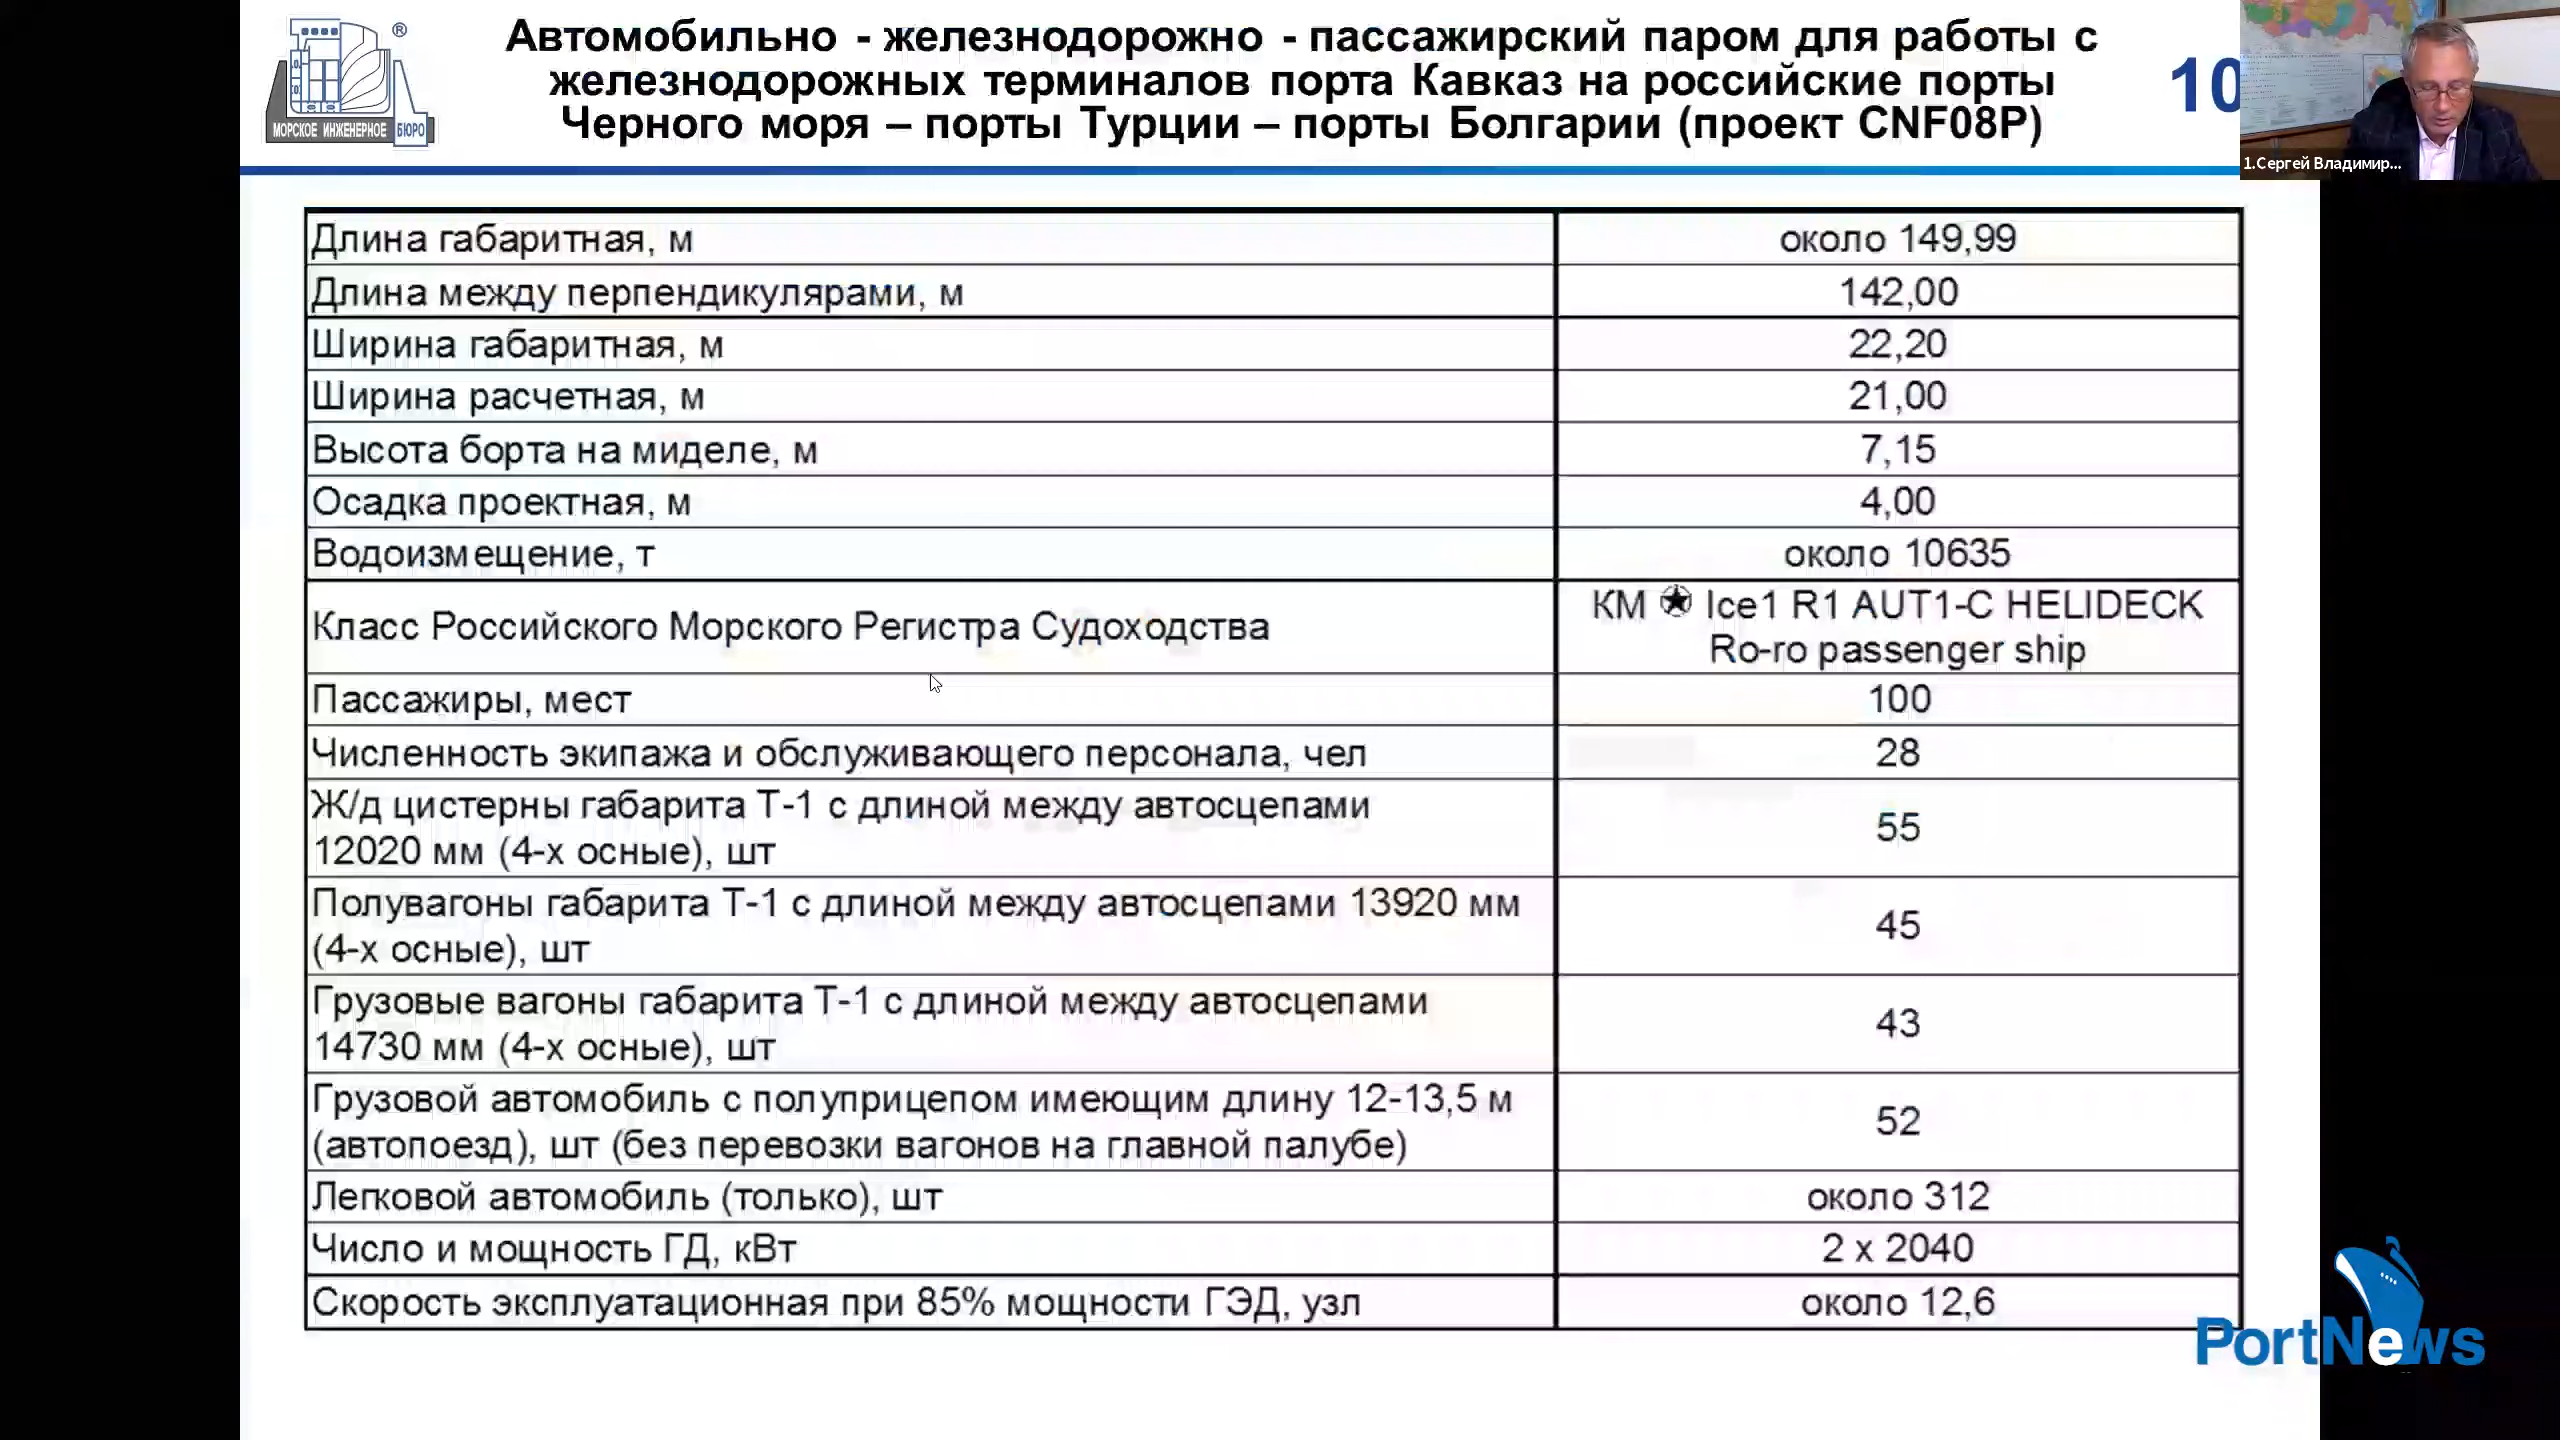 Автомобильно - железнодорожно - пассажирский паром для работы с
железнодорожных терминалов порта Кавказ на российские порты
Черного моря – порты Турции – порты Болгарии (проект CNF08P)
®
МОРСКОЕ ИНЖЕНЕРНОЕ БЮРО
10
1.Сергей Владимир...
Длина габаритная, м
около 149,99
Длина между перпендикулярами, м
142,00
Ширина габаритная, м
22,20
Ширина расчетная, м
21,00
Высота борта на миделе, м
7,15
Осадка проектная, м
4,00
Водоизмещение, т
около 10635
Класс Российского Морского Регистра Судоходства
КМ ✪ Ice1 R1 AUT1-C HELIDECK
Ro-ro passenger ship
Пассажиры, мест
100
Численность экипажа и обслуживающего персонала, чел
28
Ж/д цистерны габарита Т-1 с длиной между автосцепами
12020 мм (4-х осные), шт
55
Полувагоны габарита Т-1 с длиной между автосцепами 13920 мм
(4-х осные), шт
45
Грузовые вагоны габарита Т-1 с длиной между автосцепами
14730 мм (4-х осные), шт
43
Грузовой автомобиль с полуприцепом имеющим длину 12-13,5 м
(автопоезд), шт (без перевозки вагонов на главной палубе)
52
Легковой автомобиль (только), шт
около 312
Число и мощность ГД, кВт
2 х 2040
Скорость эксплуатационная при 85% мощности ГЭД, узл
около 12,6
PortNews